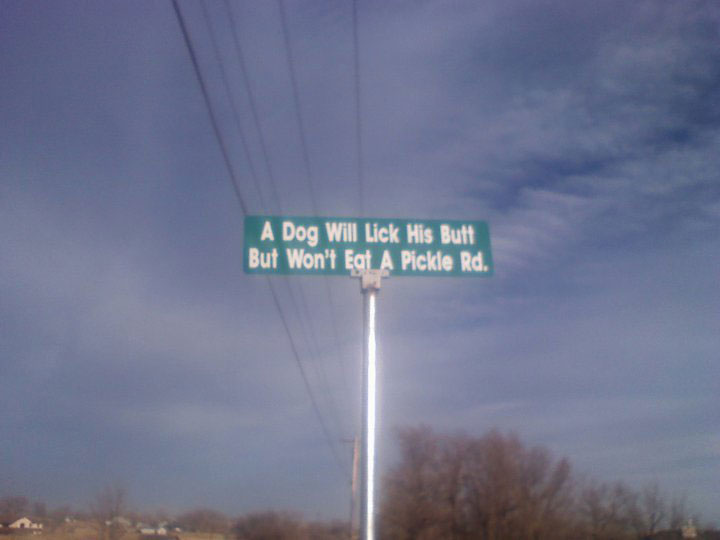 A Dog Will Lick His Butt
But Won't Eat A Pickle Rd.